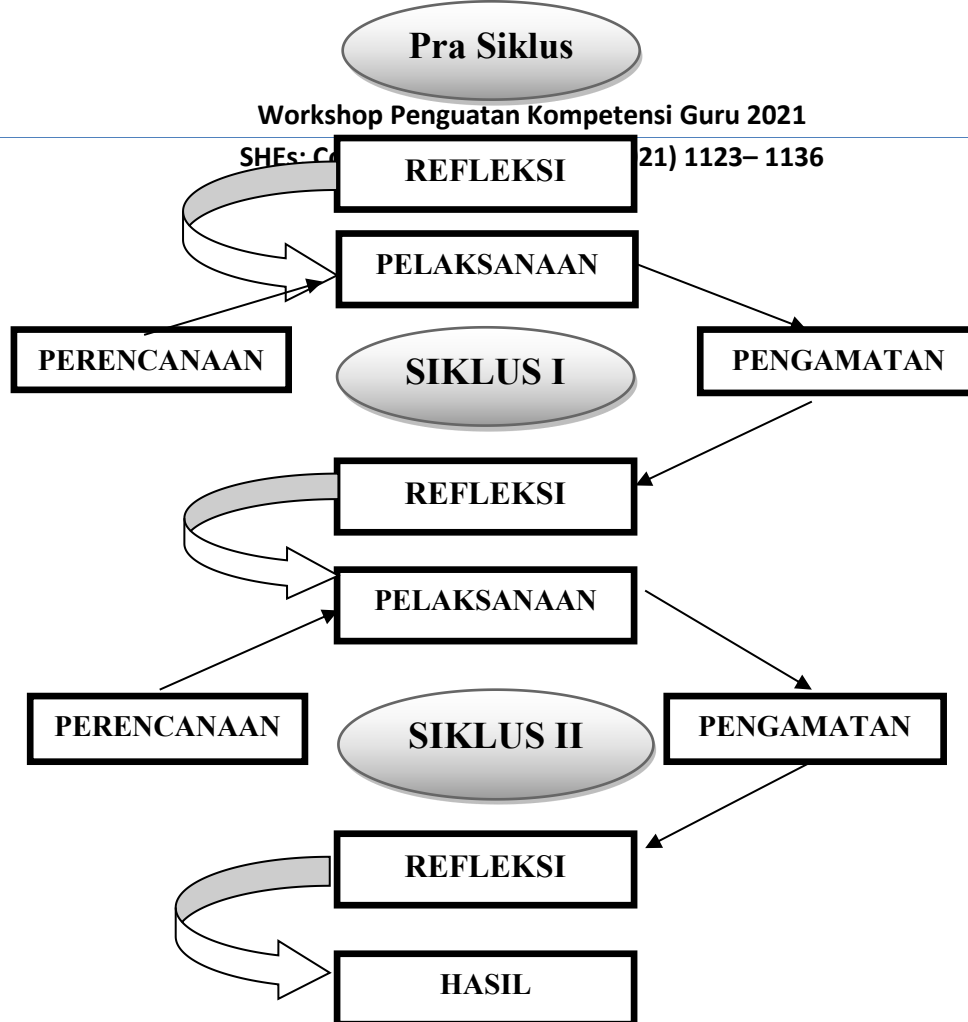 Pra Siklus
Workshop Penguatan Kompetensi Guru 2021
SHEs: 21) 1123– 1136
REFLEKSI
PELAKSANAAN
PERENCANAAN
SIKLUS I
PENGAMATAN
REFLEKSI
PELAKSANAAN
PERENCANAAN
SIKLUS II
PENGAMATAN
REFLEKSI
HASIL